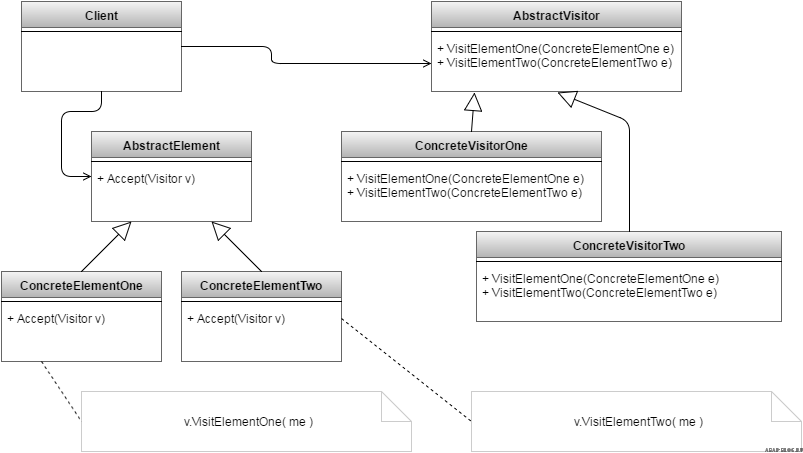 Client
AbstractVisitor
+ VisitElementOne(ConcreteElementOne e)
+ VisitElementTwo(ConcreteElementTwo e)
AbstractElement
+ Accept(Visitor v)
ConcreteVisitorOne
+ VisitElementOne(ConcreteElementOne e)
+ VisitElementTwo(ConcreteElementTwo e)
ConcreteVisitorTwo
+ VisitElementOne(ConcreteElementOne e)
+ VisitElementTwo(ConcreteElementTwo e)
ConcreteElementOne
+ Accept(Visitor v)
ConcreteElementTwo
+ Accept(Visitor v)
v.VisitElementOne( me )
v.VisitElementTwo( me )